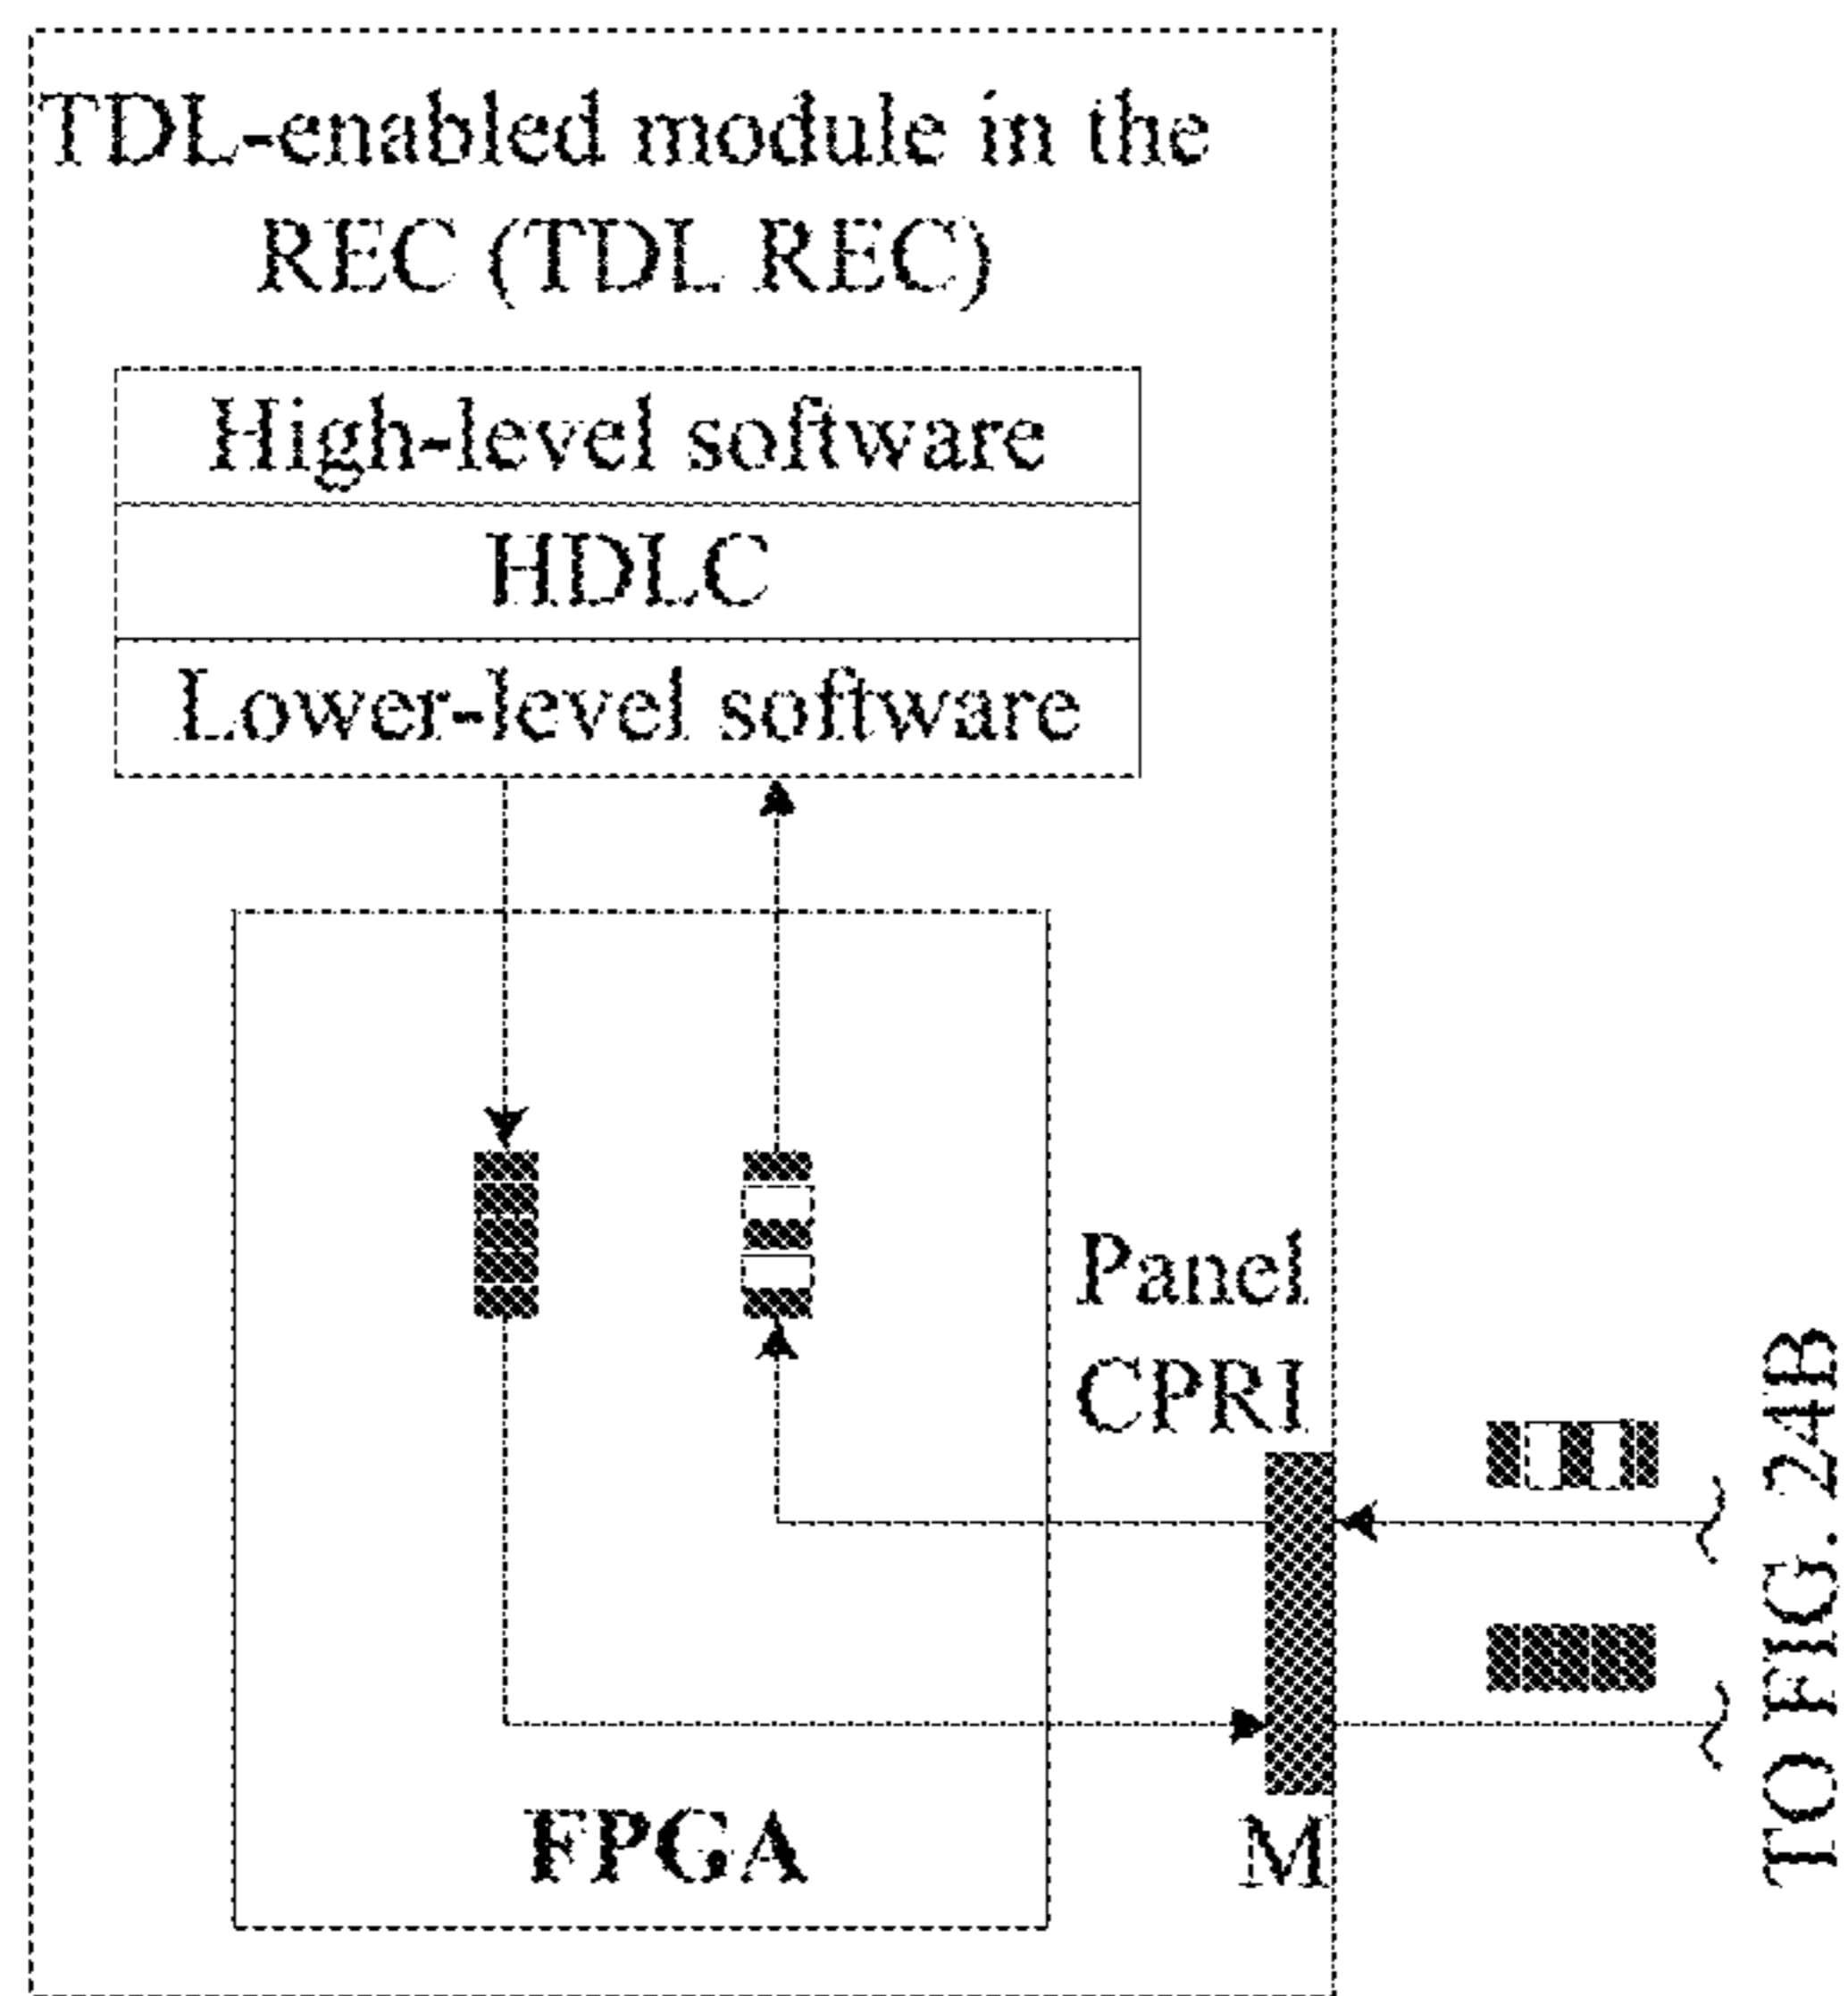 TDL-enabled module in the
REC (TDL REC)
High-level software
HDLC
Lower-level software
Panel
CPRI
FPGA
M
TO FIG. 24B